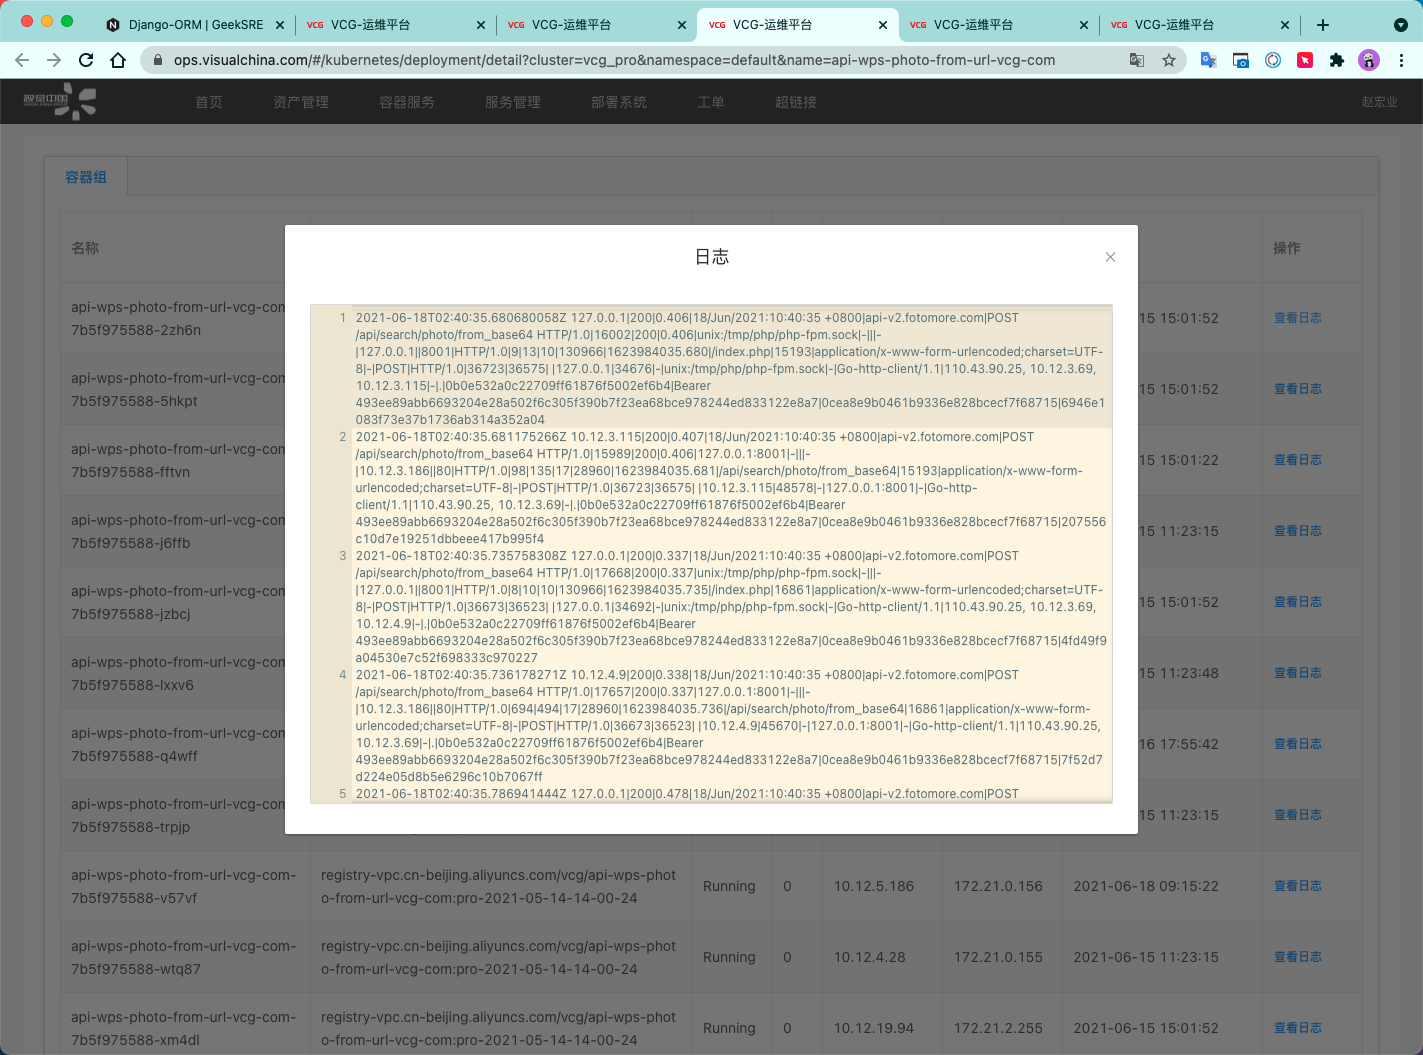 Django-ORM | GeekSRE
VCG VCG-运维平台
VCG VCG-运维平台
VCG VCG-运维平台
VCG VCG-运维平台
VCG VCG-运维平台
ops.visualchina.com/#/kubernetes/deployment/detail?cluster=vcg_pro&namespace=default&name=api-wps-photo-from-url-vcg-com
视觉中国 首页 资产管理 容器服务 服务管理 部署系统 工单 超链接 赵宏业
容器组
名称 操作
日志
1 2021-06-18T02:40:35.680680058Z 127.0.0.1|200|0.406|18/Jun/2021:10:40:35 +0800|api-v2.fotomore.com|POST
/api/search/photo/from_base64 HTTP/1.0|16002|200|0.406|unix:/tmp/php/php-fpm.sock|-|||-
|127.0.0.1||8001|HTTP/1.0|9|13|10|130966|1623984035.680|/index.php|15193|application/x-www-form-urlencoded;charset=UTF-
8|-|POST|HTTP/1.0|36723|36575| |127.0.0.1|34676|-|unix:/tmp/php/php-fpm.sock|-|Go-http-client/1.1|110.43.90.25, 10.12.3.69,
10.12.3.115|-|.|0b0e532a0c22709ff61876f5002ef6b4|Bearer
493ee89abb6693204e28a502f6c305f390b7f23ea68bce978244ed833122e8a7|0cea8e9b0461b9336e828bcecf7f68715|6946e1
083f73e37b1736ab314a352a04
2 2021-06-18T02:40:35.681175266Z 10.12.3.115|200|0.407|18/Jun/2021:10:40:35 +0800|api-v2.fotomore.com|POST
/api/search/photo/from_base64 HTTP/1.0|15989|200|0.406|127.0.0.1:8001|-|||-
|10.12.3.186||80|HTTP/1.0|98|135|17|28960|1623984035.681|/api/search/photo/from_base64|15193|application/x-www-form-
urlencoded;charset=UTF-8|-|POST|HTTP/1.0|36723|36575| |10.12.3.115|48578|-|127.0.0.1:8001|-|Go-http-
client/1.1|110.43.90.25, 10.12.3.69|-|.|0b0e532a0c22709ff61876f5002ef6b4|Bearer
493ee89abb6693204e28a502f6c305f390b7f23ea68bce978244ed833122e8a7|0cea8e9b0461b9336e828bcecf7f68715|207556
c10d7e19251dbbeee417b995f4
3 2021-06-18T02:40:35.735758308Z 127.0.0.1|200|0.337|18/Jun/2021:10:40:35 +0800|api-v2.fotomore.com|POST
/api/search/photo/from_base64 HTTP/1.0|17668|200|0.337|unix:/tmp/php/php-fpm.sock|-|||-
|127.0.0.1||8001|HTTP/1.0|8|10|10|130966|1623984035.735|/index.php|16861|application/x-www-form-urlencoded;charset=UTF-
8|-|POST|HTTP/1.0|36673|36523| |127.0.0.1|34692|-|unix:/tmp/php/php-fpm.sock|-|Go-http-client/1.1|110.43.90.25, 10.12.3.69,
10.12.4.9|-|.|0b0e532a0c22709ff61876f5002ef6b4|Bearer
493ee89abb6693204e28a502f6c305f390b7f23ea68bce978244ed833122e8a7|0cea8e9b0461b9336e828bcecf7f68715|4fd49f9
a04530e7c52f698333c970227
4 2021-06-18T02:40:35.736178271Z 10.12.4.9|200|0.338|18/Jun/2021:10:40:35 +0800|api-v2.fotomore.com|POST
/api/search/photo/from_base64 HTTP/1.0|17657|200|0.337|127.0.0.1:8001|-|||-
|10.12.3.186||80|HTTP/1.0|694|494|17|28960|1623984035.736|/api/search/photo/from_base64|16861|application/x-www-form-
urlencoded;charset=UTF-8|-|POST|HTTP/1.0|36673|36523| |10.12.4.9|45670|-|127.0.0.1:8001|-|Go-http-client/1.1|110.43.90.25,
10.12.3.69|-|.|0b0e532a0c22709ff61876f5002ef6b4|Bearer
493ee89abb6693204e28a502f6c305f390b7f23ea68bce978244ed833122e8a7|0cea8e9b0461b9336e828bcecf7f68715|7f52d7
d224e05d8b5e6296c10b7067ff
5 2021-06-18T02:40:35.786941444Z 127.0.0.1|200|0.478|18/Jun/2021:10:40:35 +0800|api-v2.fotomore.com|POST
api-wps-photo-from-url-vcg-com
7b5f975588-2zh6n 15 15:01:52 查看日志
api-wps-photo-from-url-vcg-com
7b5f975588-5hkpt 15 15:01:52 查看日志
api-wps-photo-from-url-vcg-com
7b5f975588-fftvn 15 15:01:22 查看日志
api-wps-photo-from-url-vcg-com
7b5f975588-j6ffb 15 11:23:15 查看日志
api-wps-photo-from-url-vcg-com
7b5f975588-jzbcj 15 15:01:52 查看日志
api-wps-photo-from-url-vcg-com
7b5f975588-lxxv6 15 11:23:48 查看日志
api-wps-photo-from-url-vcg-com
7b5f975588-q4wff 16 17:55:42 查看日志
api-wps-photo-from-url-vcg-com
7b5f975588-trpjp 15 11:23:15 查看日志
api-wps-photo-from-url-vcg-com- registry-vpc.cn-beijing.aliyuncs.com/vcg/api-wps-phot
7b5f975588-v57vf o-from-url-vcg-com:pro-2021-05-14-14-00-24 Running 0 10.12.5.186 172.21.0.156 2021-06-18 09:15:22 查看日志
api-wps-photo-from-url-vcg-com- registry-vpc.cn-beijing.aliyuncs.com/vcg/api-wps-phot
7b5f975588-wtq87 o-from-url-vcg-com:pro-2021-05-14-14-00-24 Running 0 10.12.4.28 172.21.0.155 2021-06-15 11:23:15 查看日志
api-wps-photo-from-url-vcg-com- registry-vpc.cn-beijing.aliyuncs.com/vcg/api-wps-phot
7b5f975588-xm4dl o-from-url-vcg-com:pro-2021-05-14-14-00-24 Running 0 10.12.19.94 172.21.2.255 2021-06-15 15:01:52 查看日志